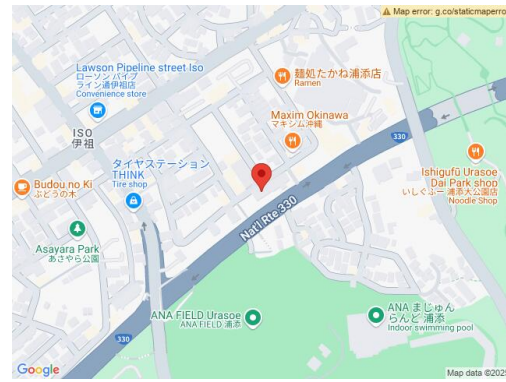 Map error: g.co/staticmaperro
Lawson Pipeline street Iso
ローソン パイプ
ライン通伊祖店
Convenience store
麺処たかね浦添店
Ramen
Maxim Okinawa
マキシム沖縄
330
ISO
伊祖
タイヤステーション
THINK
Tire shop
Ishigufū Urasoe
Dai Park shop
いしぐふー 浦添大公園店
Noodle Shop
Budou no Ki
ぶどうの木
Nat'l Rte 330
Asayara Park
あさやら公園
ANA FIELD Urasoe
ANA FIELD 浦添
ANA まじゅん
らんど 浦添
Indoor swimming pool
330
Google
Map data ©2025